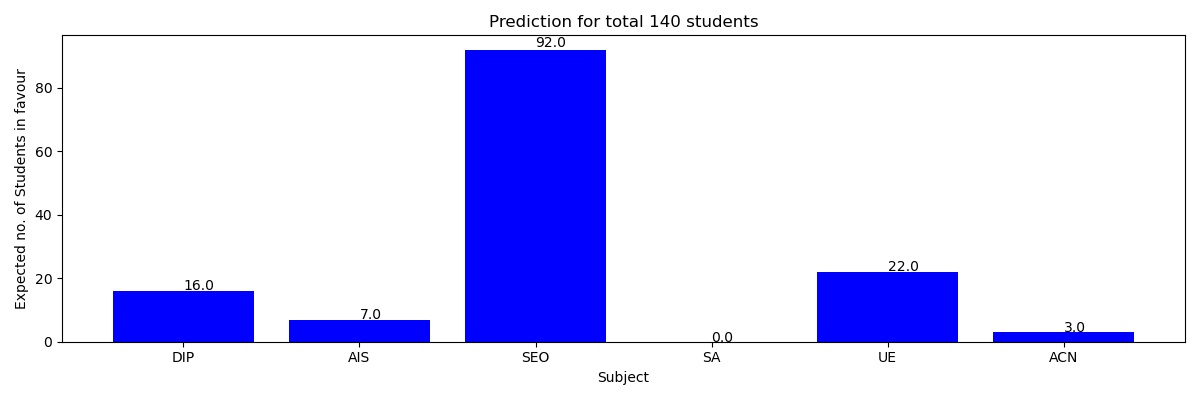 Prediction for total 140 students
Expected no. of Students in favour
80
60
40
20
0
92.0
22.0
16.0
7.0
3.0
0.0
DIP AIS SEO SA UE ACN
Subject